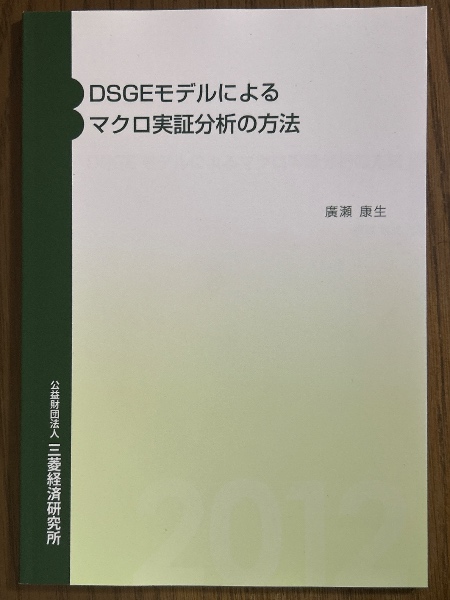 DSGEモデルによる
マクロ実証分析の方法
廣瀬 康生
公益財団法人 三菱経済研究所
2012